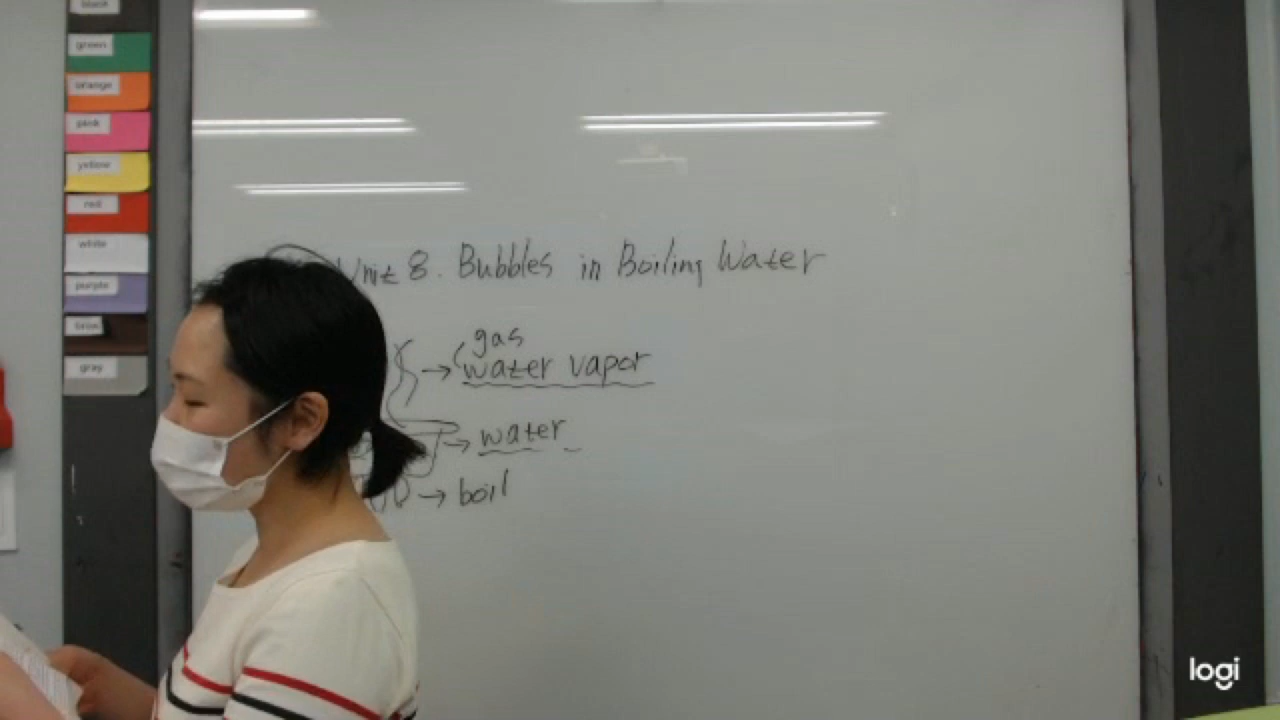 black
green
orange
pink
yellow
red
white
purple
brown
gray
Unit 8. Bubbles in Boiling Water
gas
→ water vapor
→ water
→ boil
logi